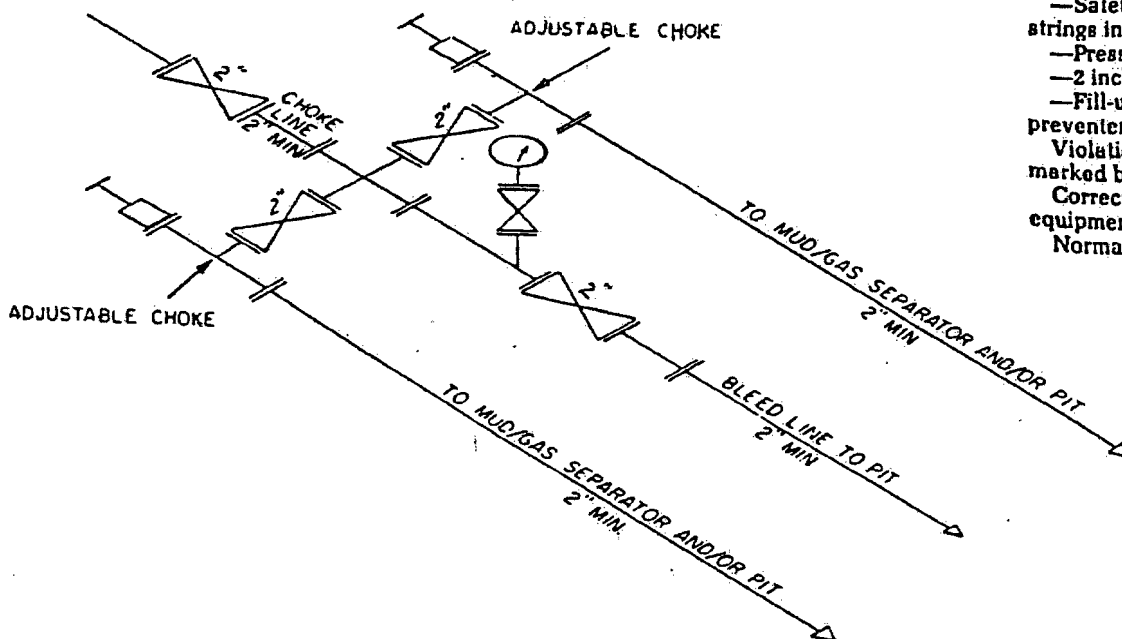 ADJUSTABLE CHOKE
2"
CHOKE
LINE
2" MIN
2"
2"
ADJUSTABLE CHOKE
2"
TO MUD/GAS SEPARATOR AND/OR PIT
2" MIN
BLEED LINE TO PIT
2" MIN
TO MUD/GAS SEPARATOR AND/OR PIT
2" MIN.
strings in
—2 inc
—Fill-u
preventer
marked b
Correc
equipmen
Norma